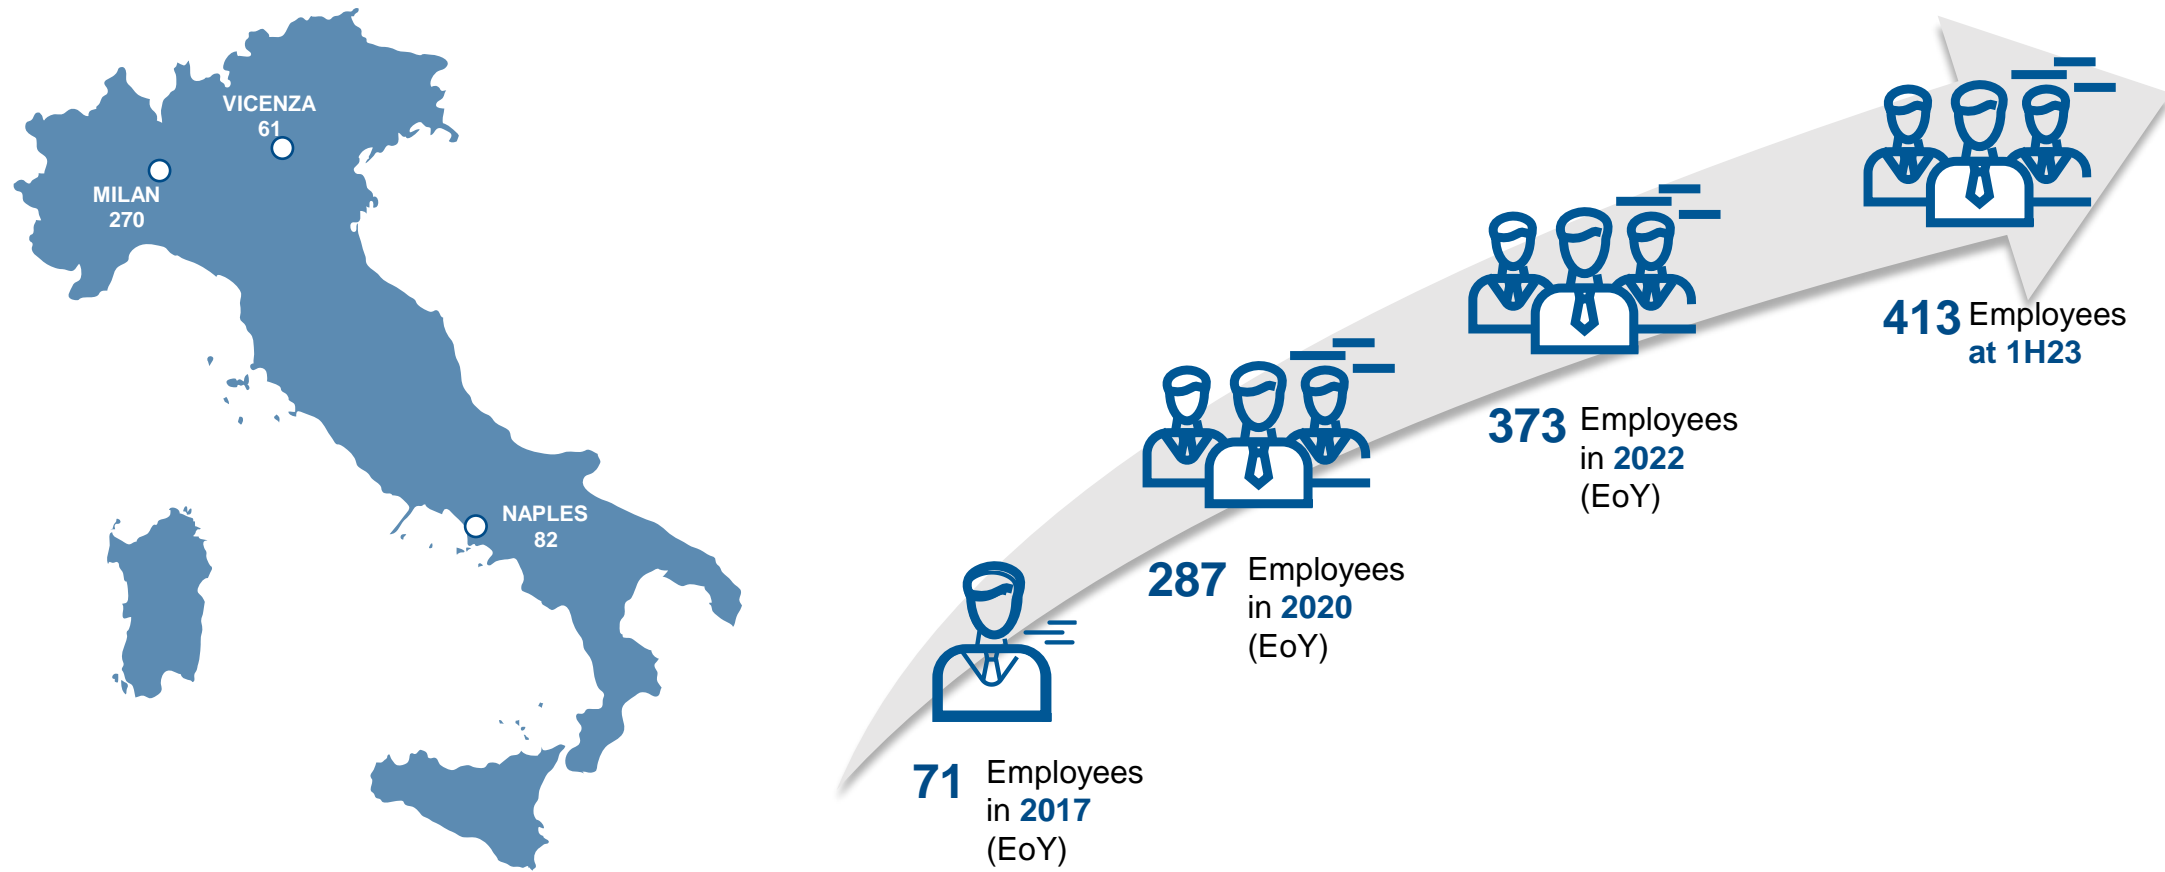 VICENZA
61
MILAN
270
NAPLES
82
71 Employees
in 2017
(EoY)
287 Employees
in 2020
(EoY)
373 Employees
in 2022
(EoY)
413 Employees
at 1H23